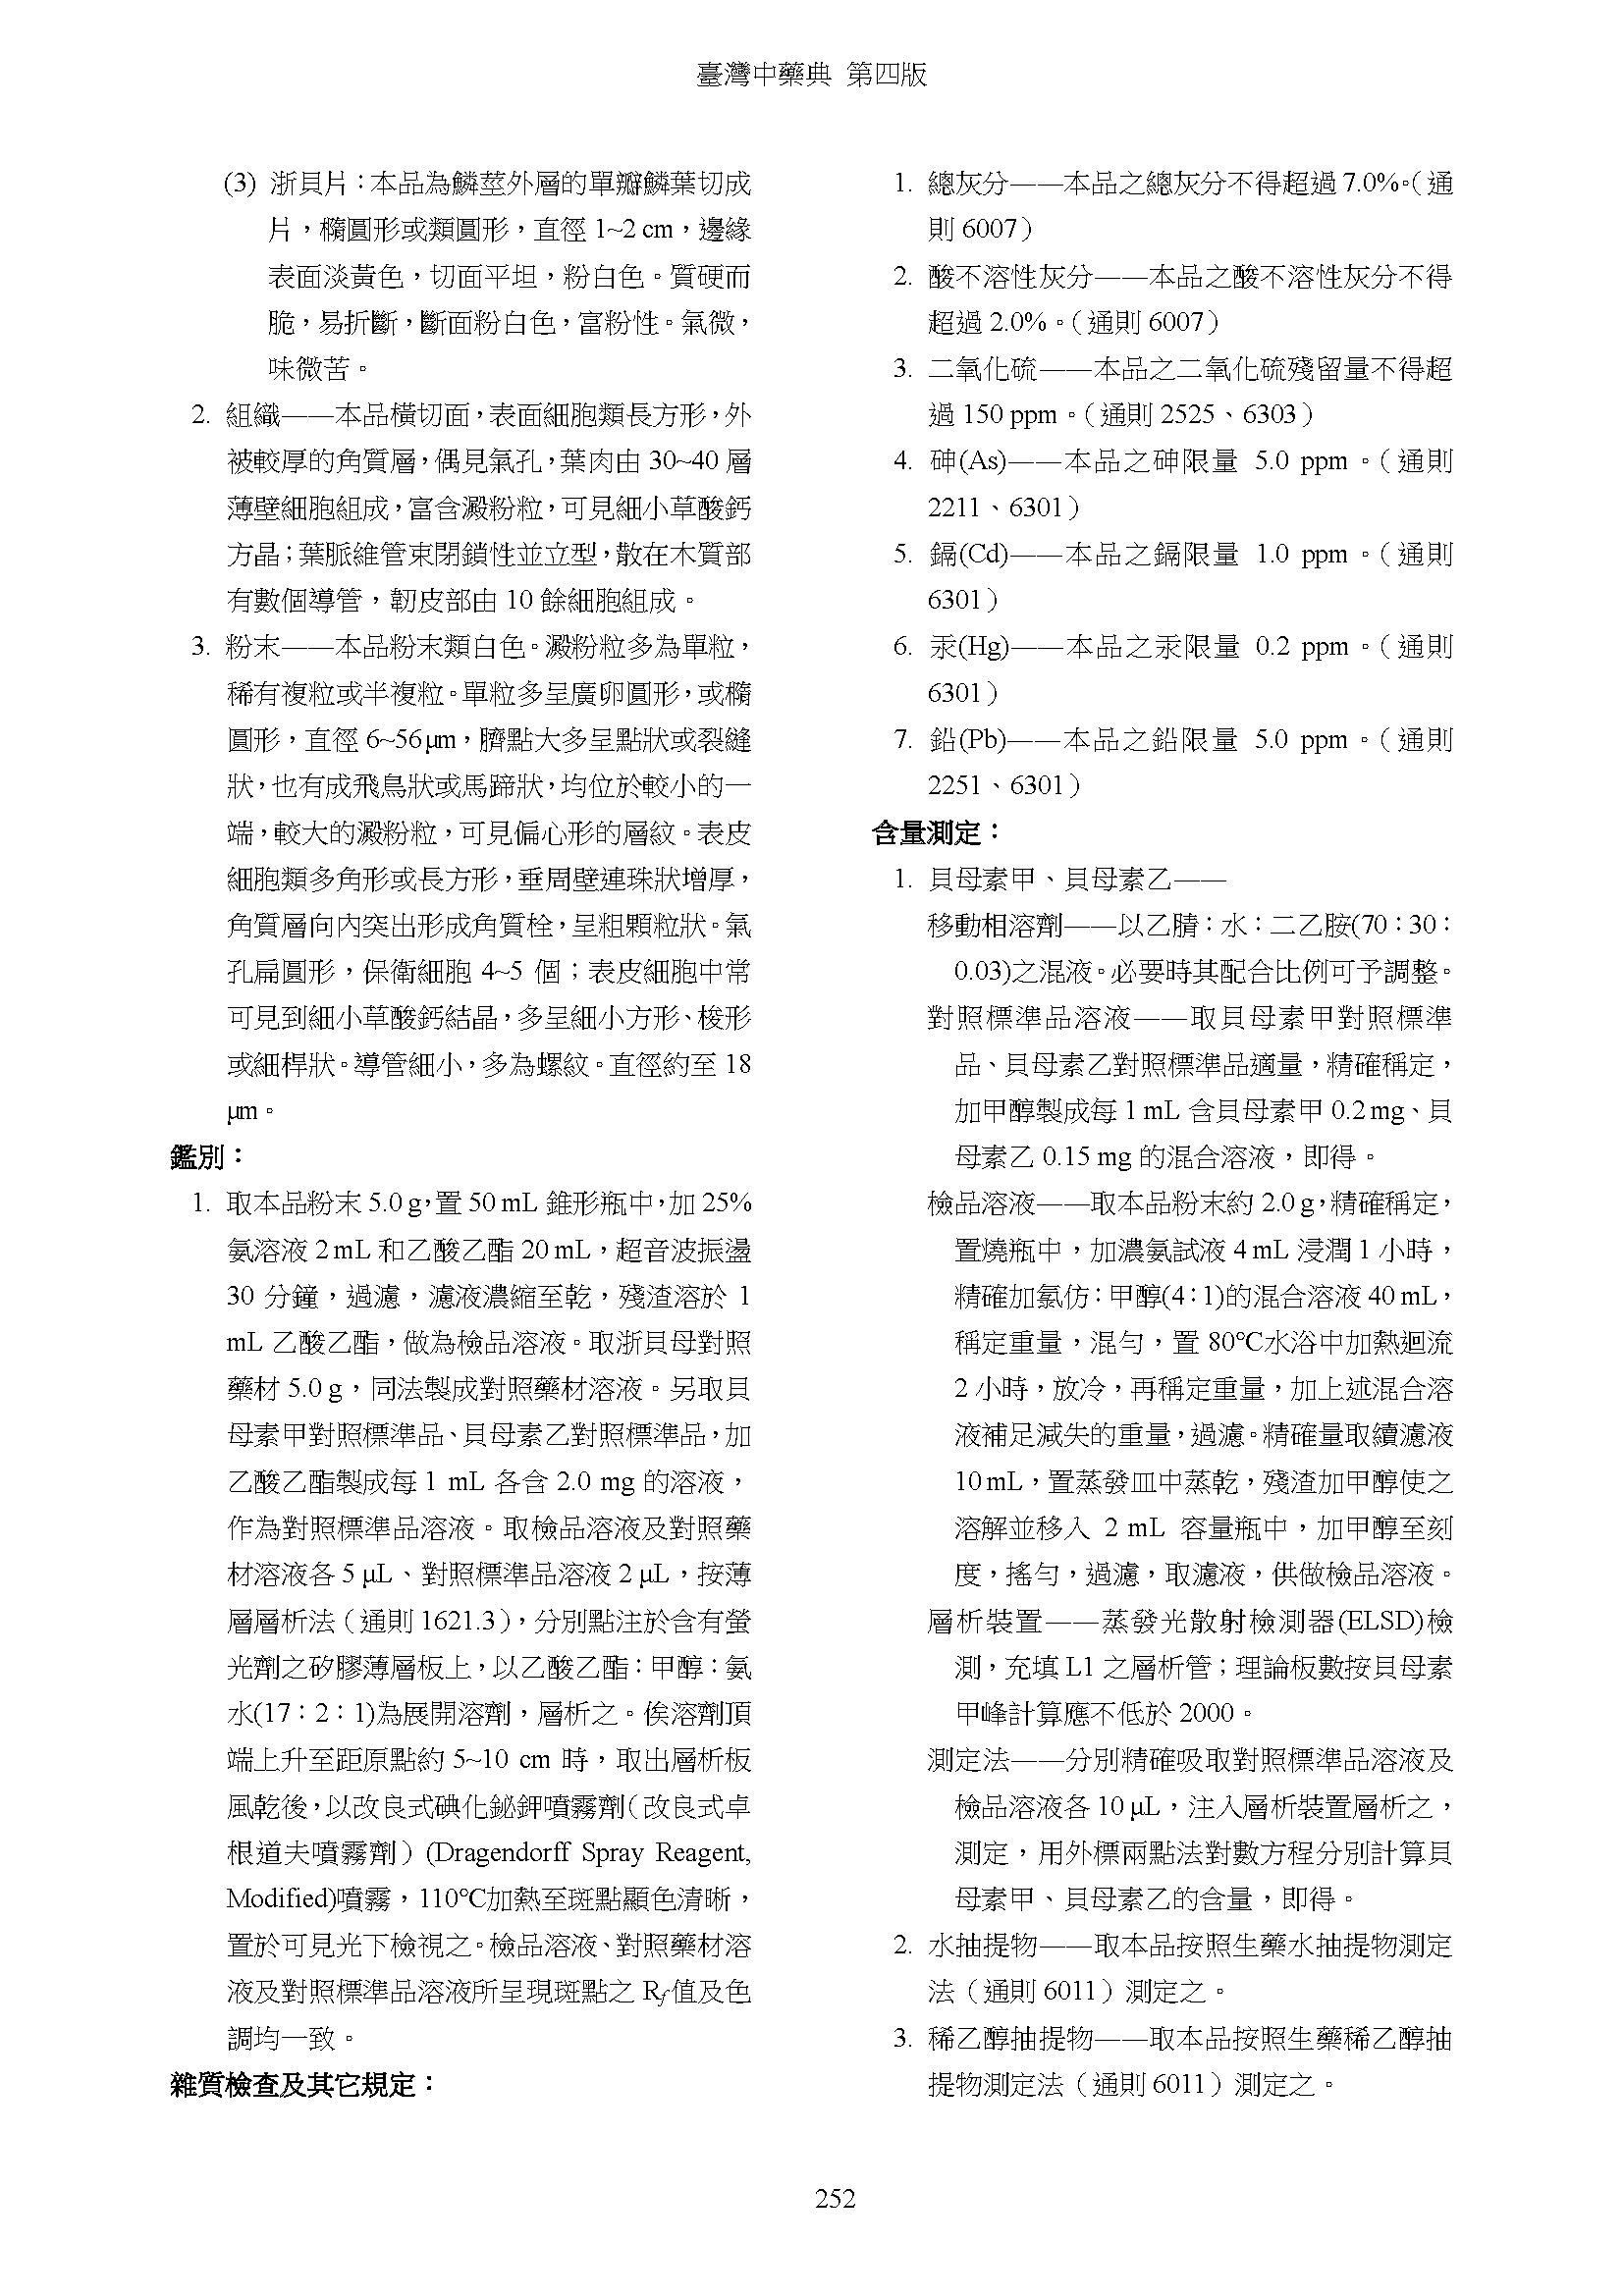 臺灣中藥典 第四版
(3) 浙貝片：本品為鱗莖外層的單瓣鱗葉切成
片，橢圓形或類圓形，直徑 1~2 cm，邊緣
表面淡黃色，切面平坦，粉白色。質硬而
脆，易折斷，斷面粉白色，富粉性。氣微，
味微苦。
2. 組織——本品橫切面，表面細胞類長方形，外
被較厚的角質層，偶見氣孔，葉肉由 30~40 層
薄壁細胞組成，富含澱粉粒，可見細小草酸鈣
方晶；葉脈維管束閉鎖性並立型，散在木質部
有數個導管，韌皮部由 10 餘細胞組成。
3. 粉末——本品粉末類白色。澱粉粒多為單粒，
稀有複粒或半複粒。單粒多呈廣卵圓形，或橢
圓形，直徑 6~56 μm，臍點大多呈點狀或裂縫
狀，也有成飛鳥狀或馬蹄狀，均位於較小的一
端，較大的澱粉粒，可見偏心形的層紋。表皮
細胞類多角形或長方形，垂周壁連珠狀增厚，
角質層向內突出形成角質栓，呈粗顆粒狀。氣
孔扁圓形，保衛細胞 4~5 個；表皮細胞中常
可見到細小草酸鈣結晶，多呈細小方形、梭形
或細桿狀。導管細小，多為螺紋。直徑約至 18
μm。
鑑別：
1. 取本品粉末 5.0 g，置 50 mL 錐形瓶中，加 25%
氨溶液 2 mL 和乙酸乙酯 20 mL，超音波振盪
30 分鐘，過濾，濾液濃縮至乾，殘渣溶於 1
mL 乙酸乙酯，做為檢品溶液。取浙貝母對照
藥材 5.0 g，同法製成對照藥材溶液。另取貝
母素甲對照標準品、貝母素乙對照標準品，加
乙酸乙酯製成每 1 mL 各含 2.0 mg 的溶液，
作為對照標準品溶液。取檢品溶液及對照藥
材溶液各 5 μL、對照標準品溶液 2 μL，按薄
層層析法（通則 1621.3），分別點注於含有螢
光劑之矽膠薄層板上，以乙酸乙酯：甲醇：氨
水(17：2：1)為展開溶劑，層析之。俟溶劑頂
端上升至距原點約 5~10 cm 時，取出層析板
風乾後，以改良式碘化鉍鉀噴霧劑（改良式卓
根道夫噴霧劑）(Dragendorff Spray Reagent,
Modified)噴霧，110℃加熱至斑點顯色清晰，
置於可見光下檢視之。檢品溶液、對照藥材溶
液及對照標準品溶液所呈現斑點之 Rf 值及色
調均一致。
雜質檢查及其它規定：
1. 總灰分——本品之總灰分不得超過 7.0%。（通
則 6007）
2. 酸不溶性灰分——本品之酸不溶性灰分不得
超過 2.0%。（通則 6007）
3. 二氧化硫——本品之二氧化硫殘留量不得超
過 150 ppm。（通則 2525、6303）
4. 砷(As)——本品之砷限量 5.0 ppm。（通則
2211、6301）
5. 鎘(Cd)——本品之鎘限量 1.0 ppm。（通則
6301）
6. 汞(Hg)——本品之汞限量 0.2 ppm。（通則
6301）
7. 鉛(Pb)——本品之鉛限量 5.0 ppm。（通則
2251、6301）
含量測定：
1. 貝母素甲、貝母素乙——
移動相溶劑——以乙腈：水：二乙胺(70：30：
0.03)之混液。必要時其配合比例可予調整。
對照標準品溶液——取貝母素甲對照標準
品、貝母素乙對照標準品適量，精確稱定，
加甲醇製成每 1 mL 含貝母素甲 0.2 mg、貝
母素乙 0.15 mg 的混合溶液，即得。
檢品溶液——取本品粉末約 2.0 g，精確稱定，
置燒瓶中，加濃氨試液 4 mL 浸潤 1 小時，
精確加氯仿：甲醇(4：1)的混合溶液 40 mL，
稱定重量，混勻，置 80℃水浴中加熱迴流
2 小時，放冷，再稱定重量，加上述混合溶
液補足減失的重量，過濾。精確量取續濾液
10 mL，置蒸發皿中蒸乾，殘渣加甲醇使之
溶解並移入 2 mL 容量瓶中，加甲醇至刻
度，搖勻，過濾，取濾液，供做檢品溶液。
層析裝置——蒸發光散射檢測器(ELSD)檢
測，充填 L1 之層析管；理論板數按貝母素
甲峰計算應不低於 2000。
測定法——分別精確吸取對照標準品溶液及
檢品溶液各 10 μL，注入層析裝置層析之，
測定，用外標兩點法對數方程分別計算貝
母素甲、貝母素乙的含量，即得。
2. 水抽提物——取本品按照生藥水抽提物測定
法（通則 6011）測定之。
3. 稀乙醇抽提物——取本品按照生藥稀乙醇抽
提物測定法（通則 6011）測定之。
252